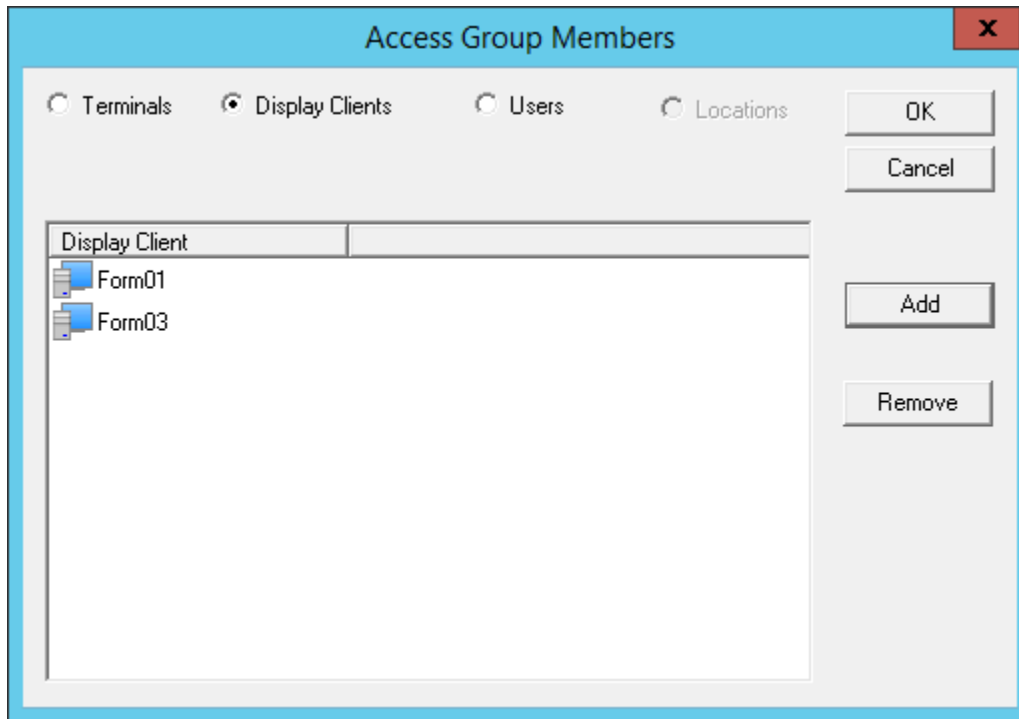 Access Group Members
x
Terminals Display Clients Users Locations
OK
Cancel
Display Client
Form01
Form03
Add
Remove